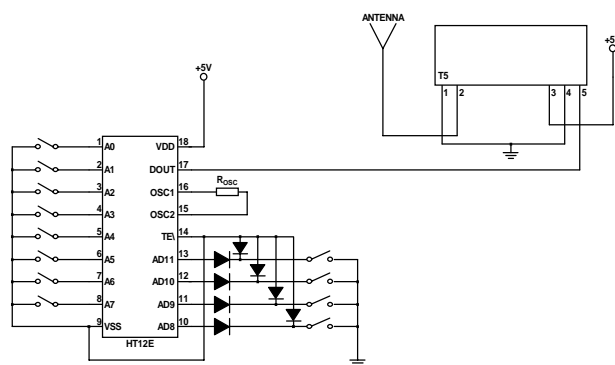 ANTENNA
+5
T5
1 2 3 4 5
+5V
1 A0 VDD 18
2 A1 DOUT 17
3 A2 OSC1 16
ROSC
4 A3 OSC2 15
5 A4 TE\ 14
6 A5 AD11 13
7 A6 AD10 12
8 A7 AD9 11
9 VSS AD8 10
HT12E